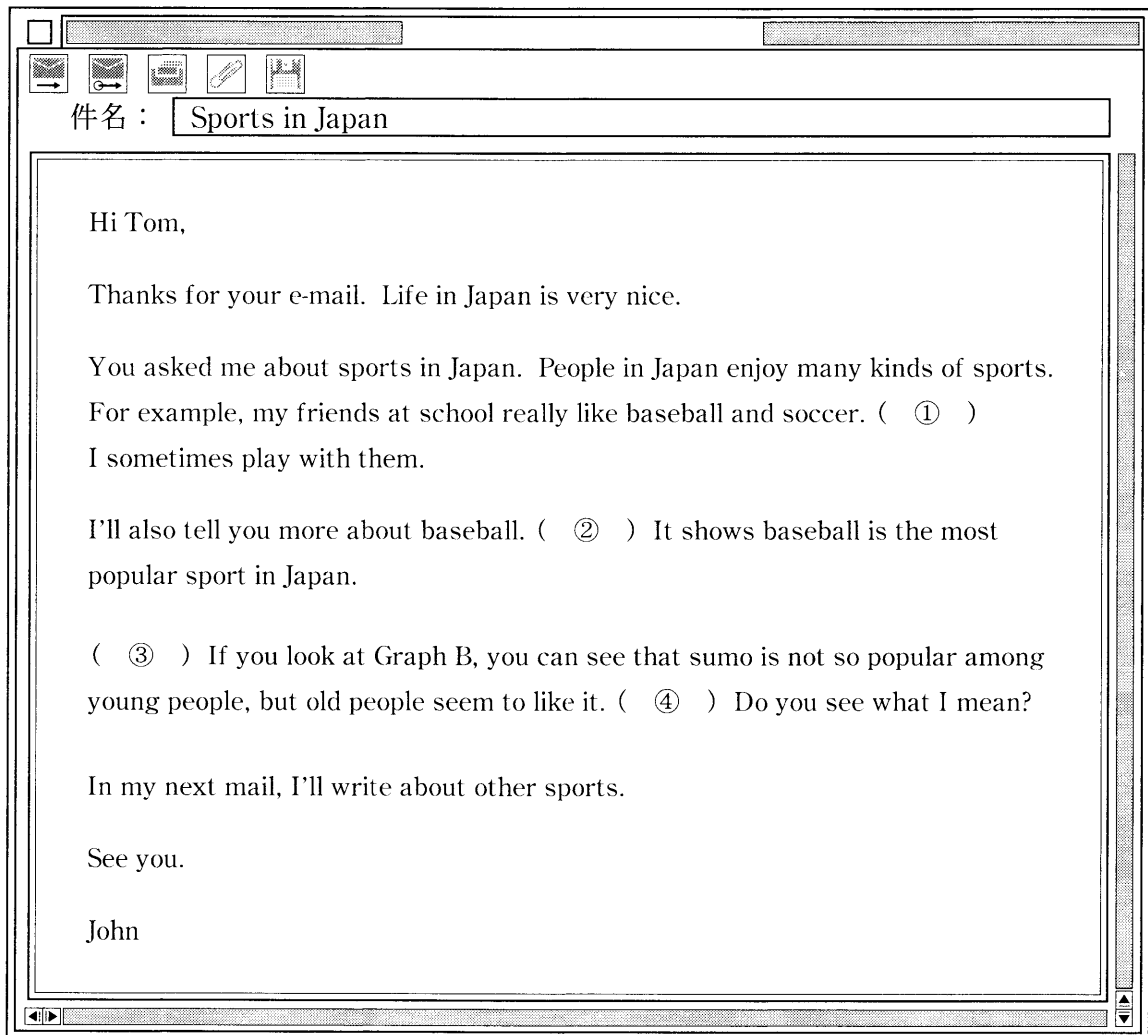 件名： Sports in Japan
Hi Tom,
Thanks for your e-mail. Life in Japan is very nice.
You asked me about sports in Japan. People in Japan enjoy many kinds of sports.
For example, my friends at school really like baseball and soccer. ( ① )
I sometimes play with them.
I'll also tell you more about baseball. ( ② ) It shows baseball is the most
popular sport in Japan.
( ③ ) If you look at Graph B, you can see that sumo is not so popular among
young people, but old people seem to like it. ( ④ ) Do you see what I mean?
In my next mail, I'll write about other sports.
See you.
John